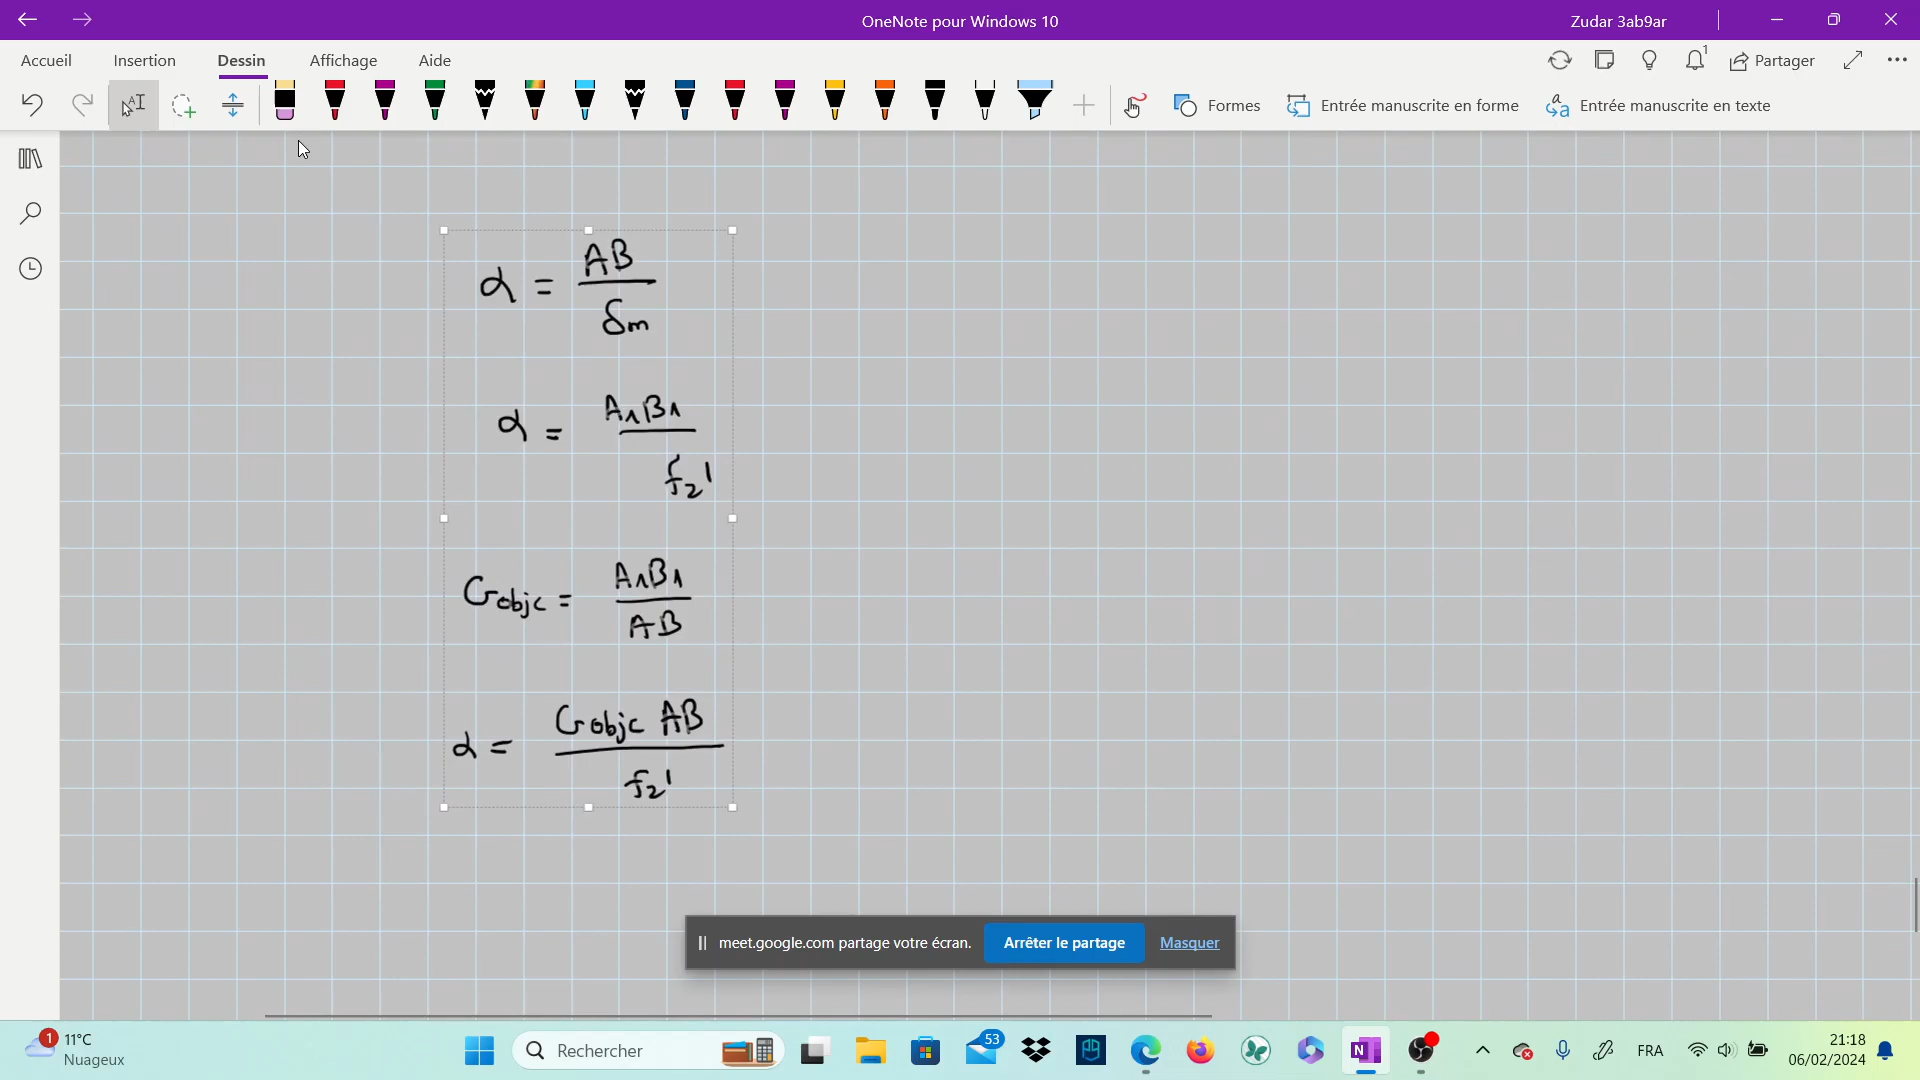 OneNote pour Windows 10
Zudar 3ab9ar
Accueil Insertion Dessin Affichage Aide
1
Partager
Formes
Entrée manuscrite en forme
Entrée manuscrite en texte
α = AB / δm
α = A1B1 / f2'
Gobjc = A1B1 / AB
α = Gobjc AB / f2'
meet.google.com partage votre écran.
Arrêter le partage
Masquer
1
11°C
Nuageux
Rechercher
53
FRA
21:18
06/02/2024